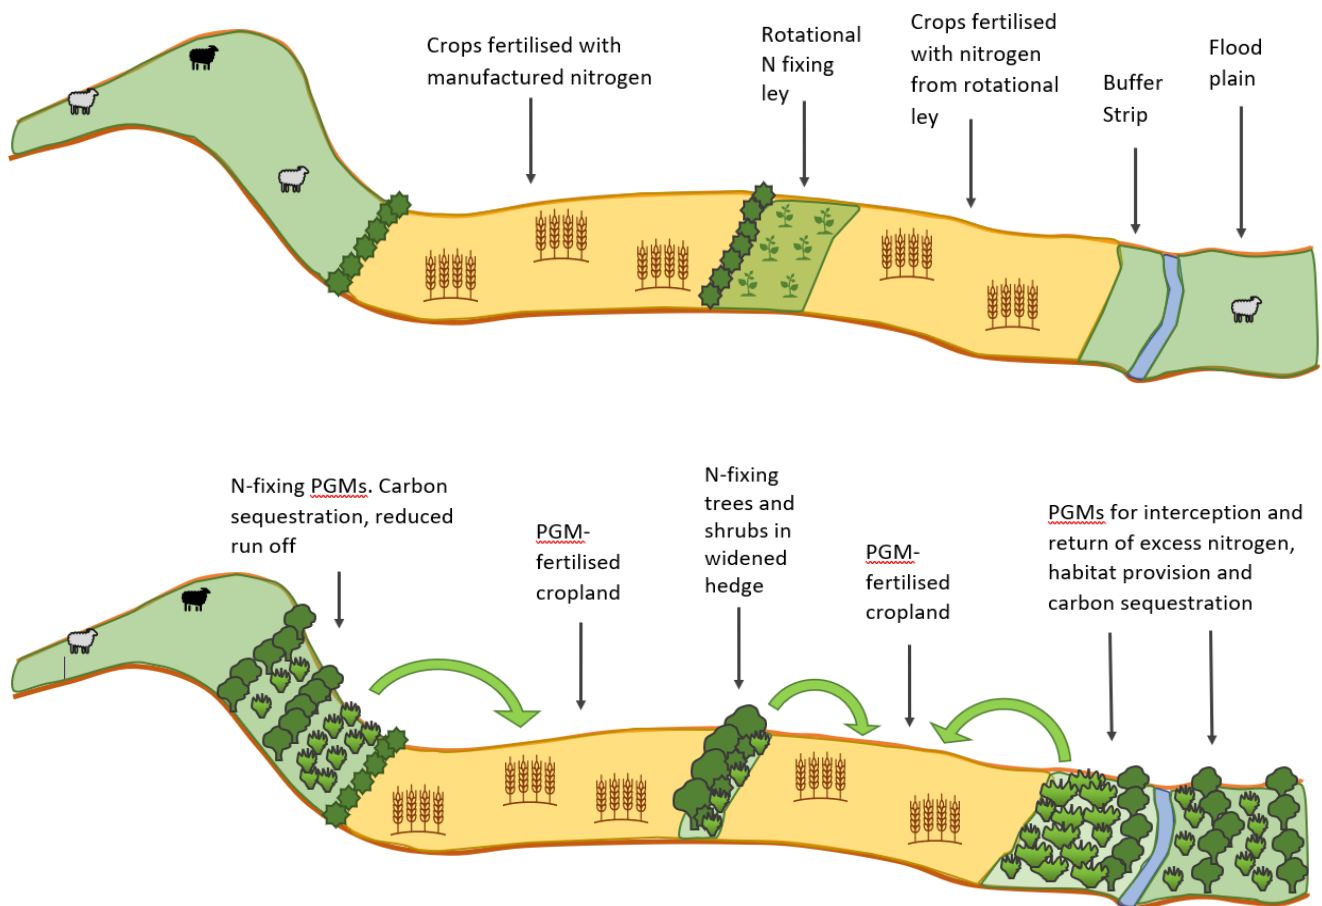 Crops fertilised with
manufactured nitrogen
Rotational
N fixing
ley
Crops fertilised
with nitrogen
from rotational
ley
Buffer
Strip
Flood
plain
N-fixing PGMs. Carbon
sequestration, reduced
run off
PGM-
fertilised
cropland
N-fixing
trees and
shrubs in
widened
hedge
PGM-
fertilised
cropland
PGMs for interception and
return of excess nitrogen,
habitat provision and
carbon sequestration